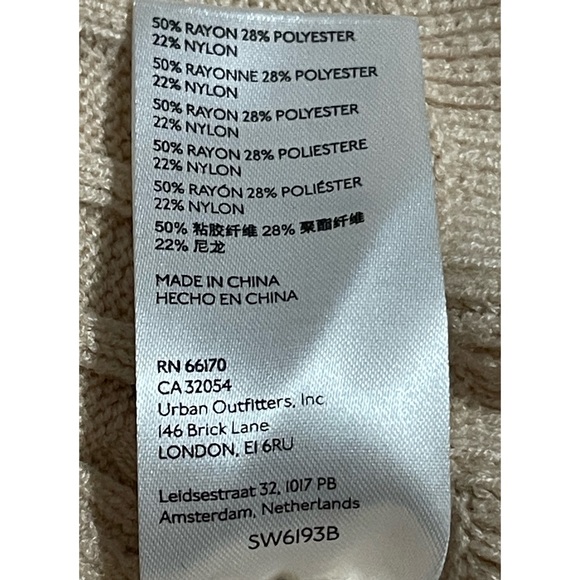 50% RAYON 28% POLYESTER
22% NYLON
50% RAYONNE 28% POLYESTER
22% NYLON
50% RAYON 28% POLYESTER
22% NYLON
50% RAYON 28% POLIESTERE
22% NYLON
50% RAYÓN 28% POLIÉSTER
22% NYLON
50% 粘胶纤维 28% 聚酯纤维
22% 尼龙
MADE IN CHINA
HECHO EN CHINA
RN 66170
CA 32054
Urban Outfitters, Inc
146 Brick Lane
LONDON, E1 6RU
Leidsestraat 32, 1017 PB
Amsterdam, Netherlands
SW6193B